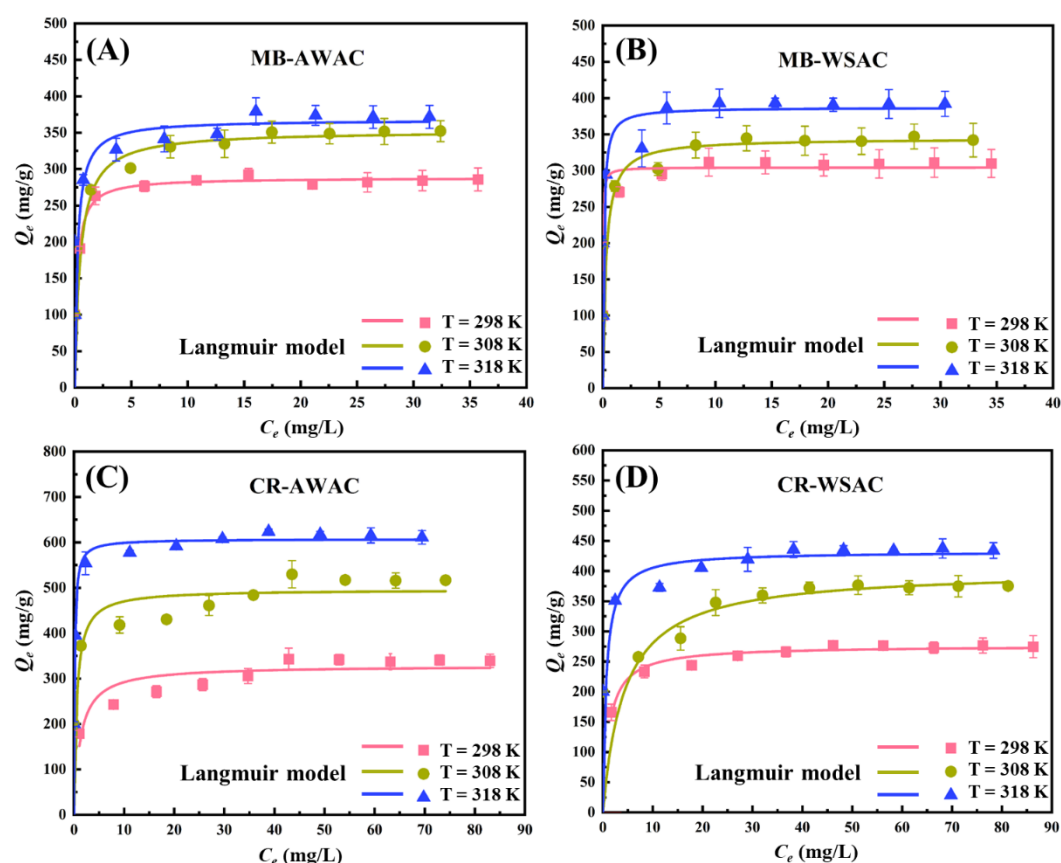 (A)
MB-AWAC
500
450
400
350
300
250
200
150
100
50
0
Qe (mg/g)
T = 298 K
T = 308 K
T = 318 K
Langmuir model
0 5 10 15 20 25 30 35 40
Ce (mg/L)
(B)
MB-WSAC
500
450
400
350
300
250
200
150
100
50
0
Qe (mg/g)
T = 298 K
T = 308 K
T = 318 K
Langmuir model
0 5 10 15 20 25 30 35 40
Ce (mg/L)
(C)
CR-AWAC
800
700
600
500
400
300
200
100
0
Qe (mg/g)
T = 298 K
T = 308 K
T = 318 K
Langmuir model
0 10 20 30 40 50 60 70 80 90
Ce (mg/L)
(D)
CR-WSAC
600
550
500
450
400
350
300
250
200
150
100
50
0
Qe (mg/g)
T = 298 K
T = 308 K
T = 318 K
Langmuir model
0 10 20 30 40 50 60 70 80 90
Ce (mg/L)